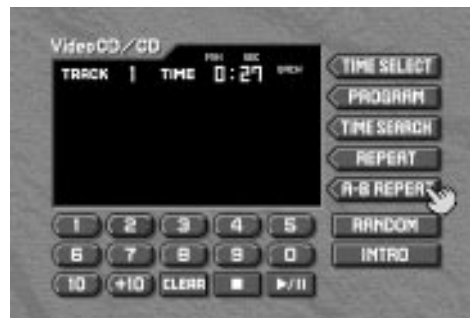 VideoCD/CD
MIN SEC
TRACK 1 TIME 0:27 EACH
TIME SELECT
PROGRAM
TIME SEARCH
REPEAT
A-B REPEAT
1 2 3 4 5 RANDOM
6 7 8 9 0 INTRO
10 +10 CLEAR ■ ▶/II